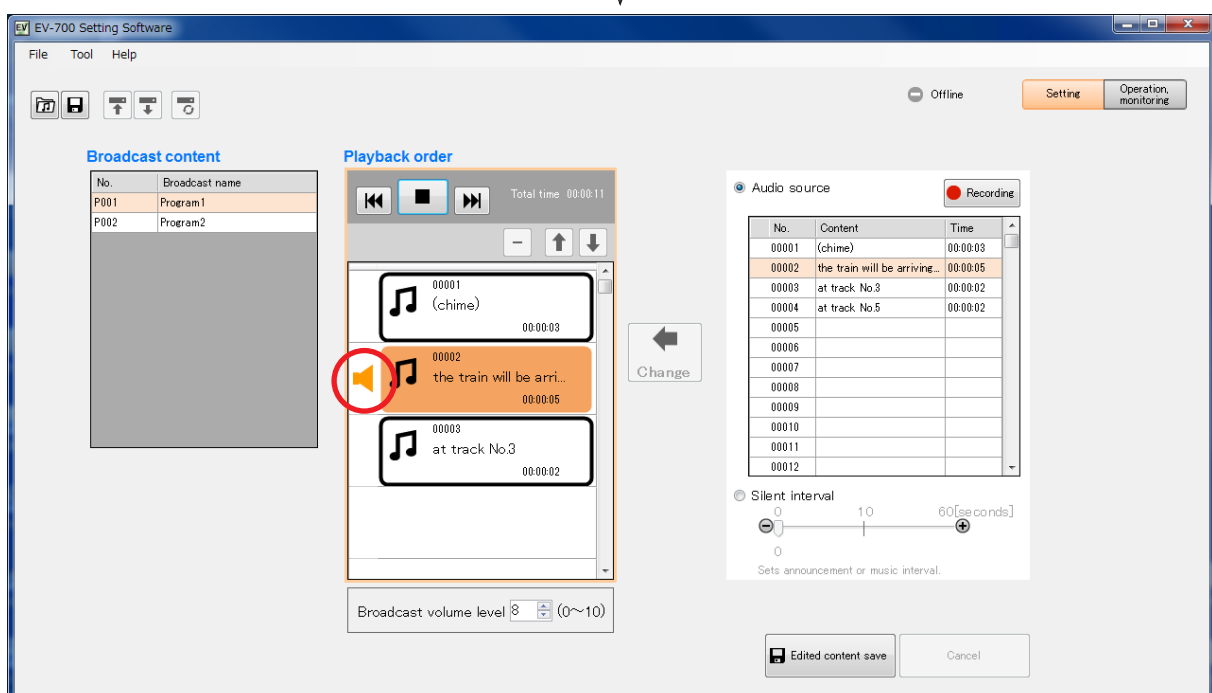 EV EV-700 Setting Software
File Tool Help
Offline
Setting
Operation,
monitoring
Broadcast content
No. Broadcast name
P001 Program1
P002 Program2
Playback order
Total time 00:00:11
00001
(chime)
00:00:03
00002
the train will be arri...
00:00:05
00003
at track No.3
00:00:02
Broadcast volume level 8 (0～10)
Change
Audio source
Recording
No. Content Time
00001 (chime) 00:00:03
00002 the train will be arriving... 00:00:05
00003 at track No.3 00:00:02
00004 at track No.5 00:00:02
00005
00006
00007
00008
00009
00010
00011
00012
Silent interval
0 10 60[seconds]
0
Sets announcement or music interval.
Edited content save
Cancel